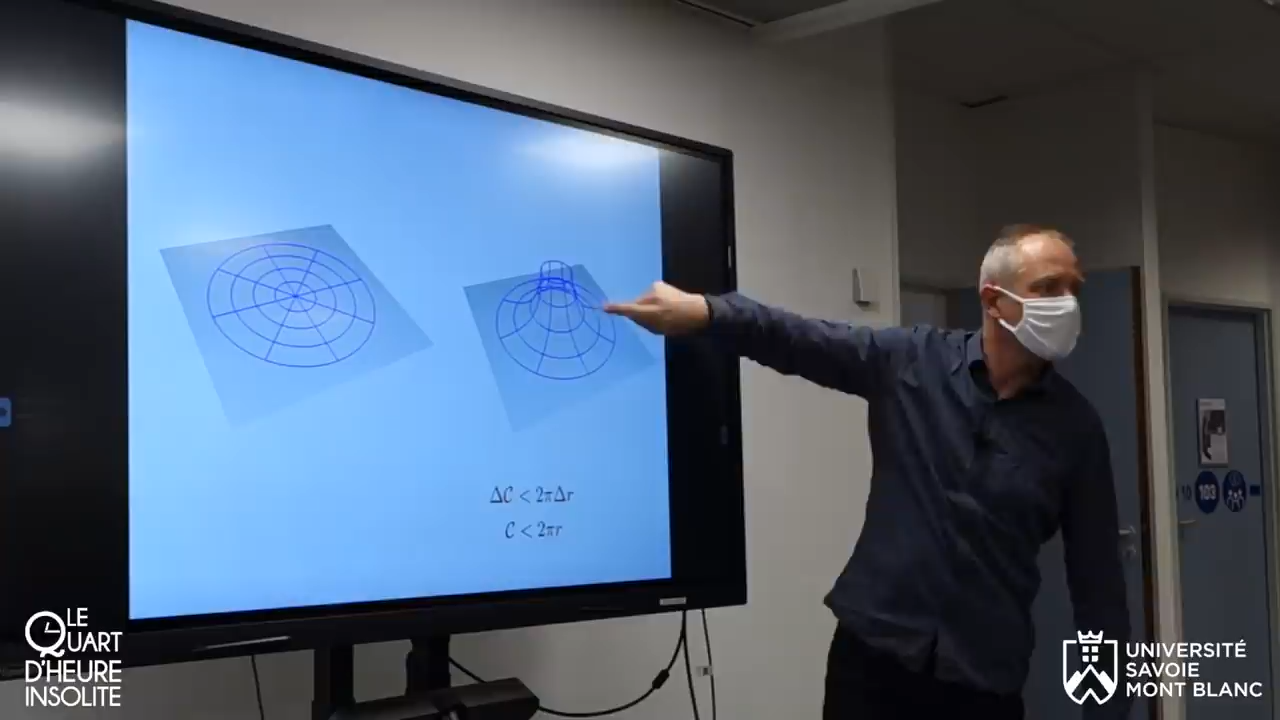 ΔC < 2πΔr
C < 2πr
103
LE
QUART
D'HEURE
INSOLITE
UNIVERSITÉ
SAVOIE
MONT BLANC